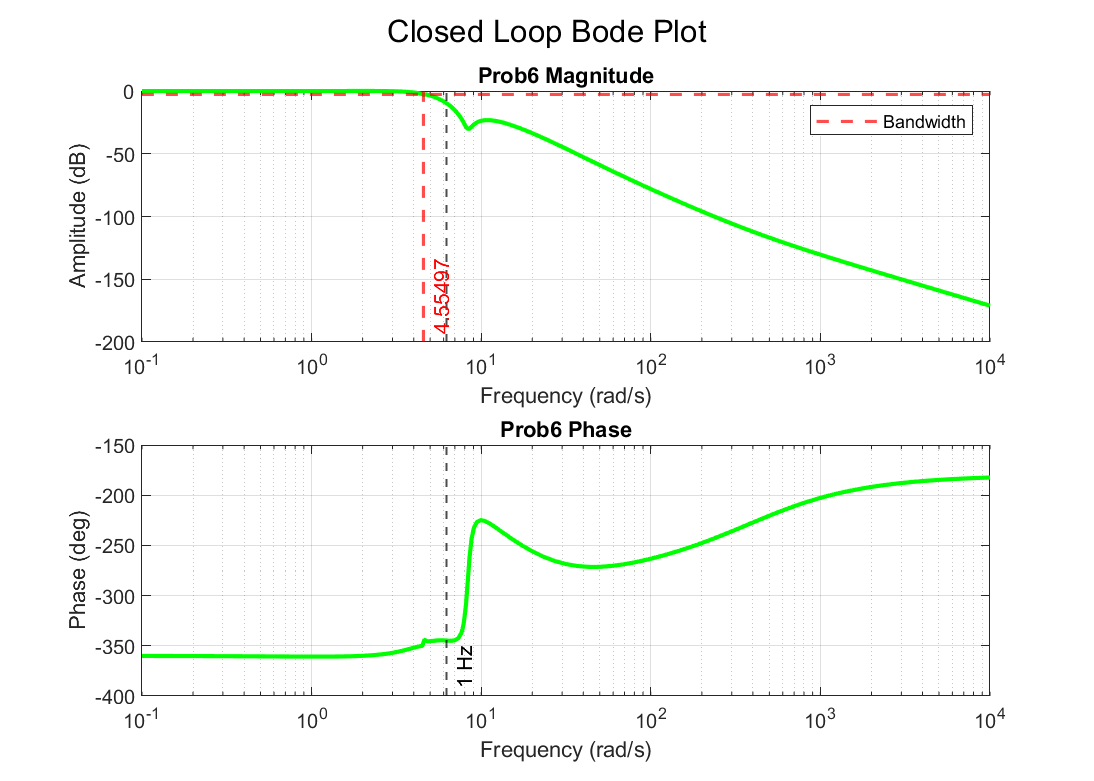 Closed Loop Bode Plot
Prob6 Magnitude
Amplitude (dB)
0
-50
-100
-150
-200
Bandwidth
4.55497
10^-1
10^0
10^1
10^2
10^3
10^4
Frequency (rad/s)
Prob6 Phase
Phase (deg)
-150
-200
-250
-300
-350
-400
1 Hz
10^-1
10^0
10^1
10^2
10^3
10^4
Frequency (rad/s)